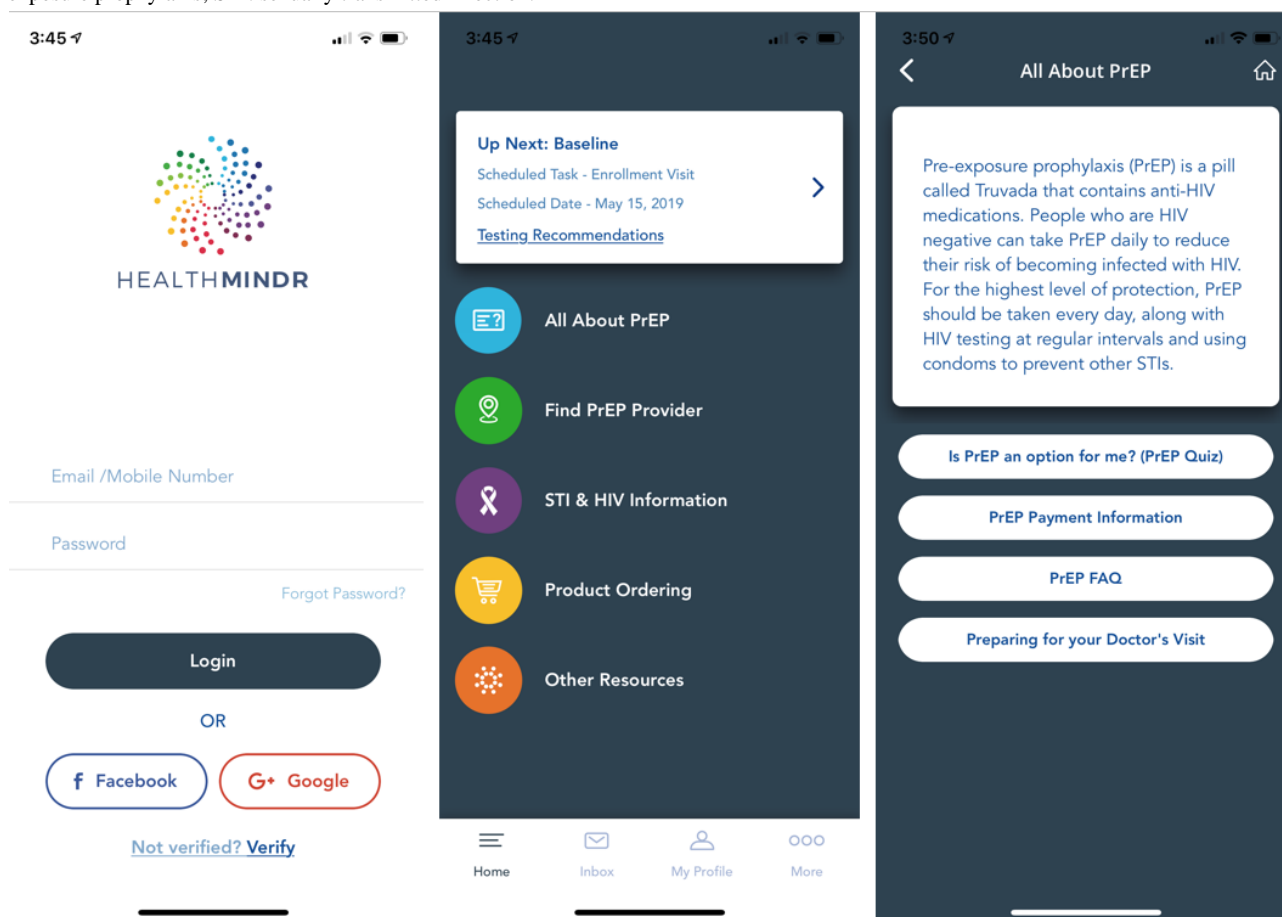 3:45
HEALTHMINDR
Email /Mobile Number
Password
Forgot Password?
Login
OR
f Facebook
G+ Google
Not verified? Verify
3:45
Up Next: Baseline
Scheduled Task - Enrollment Visit
Scheduled Date - May 15, 2019
Testing Recommendations
All About PrEP
Find PrEP Provider
STI & HIV Information
Product Ordering
Other Resources
Home
Inbox
My Profile
More
3:50
All About PrEP
Pre-exposure prophylaxis (PrEP) is a pill
called Truvada that contains anti-HIV
medications. People who are HIV
negative can take PrEP daily to reduce
their risk of becoming infected with HIV.
For the highest level of protection, PrEP
should be taken every day, along with
HIV testing at regular intervals and using
condoms to prevent other STIs.
Is PrEP an option for me? (PrEP Quiz)
PrEP Payment Information
PrEP FAQ
Preparing for your Doctor's Visit